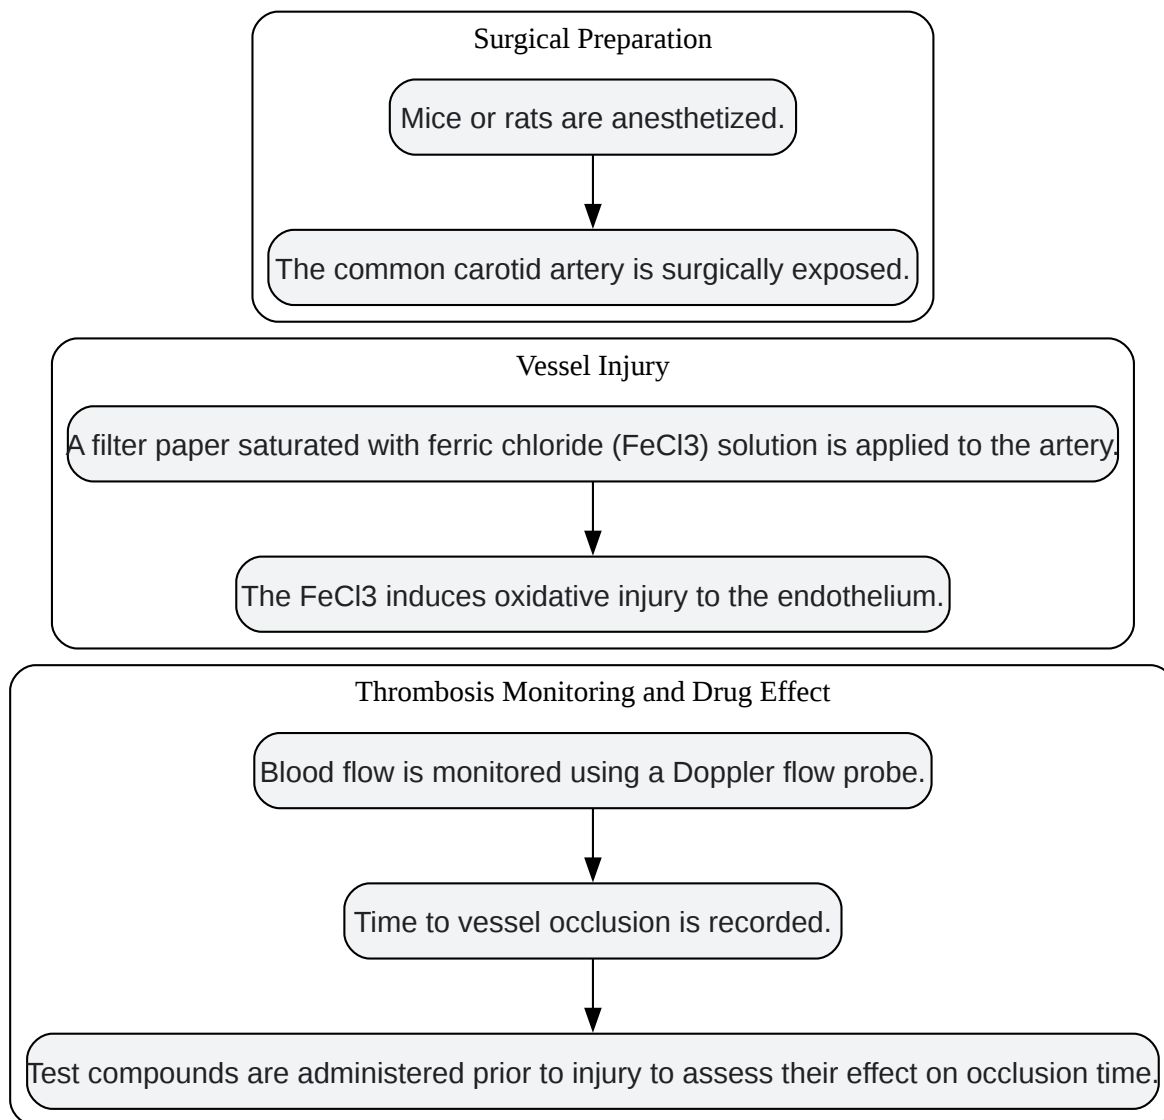 Surgical Preparation
Mice or rats are anesthetized.
The common carotid artery is surgically exposed.
Vessel Injury
A filter paper saturated with ferric chloride (FeCl3) solution is applied to the artery.
The FeCl3 induces oxidative injury to the endothelium.
Thrombosis Monitoring and Drug Effect
Blood flow is monitored using a Doppler flow probe.
Time to vessel occlusion is recorded.
Test compounds are administered prior to injury to assess their effect on occlusion time.